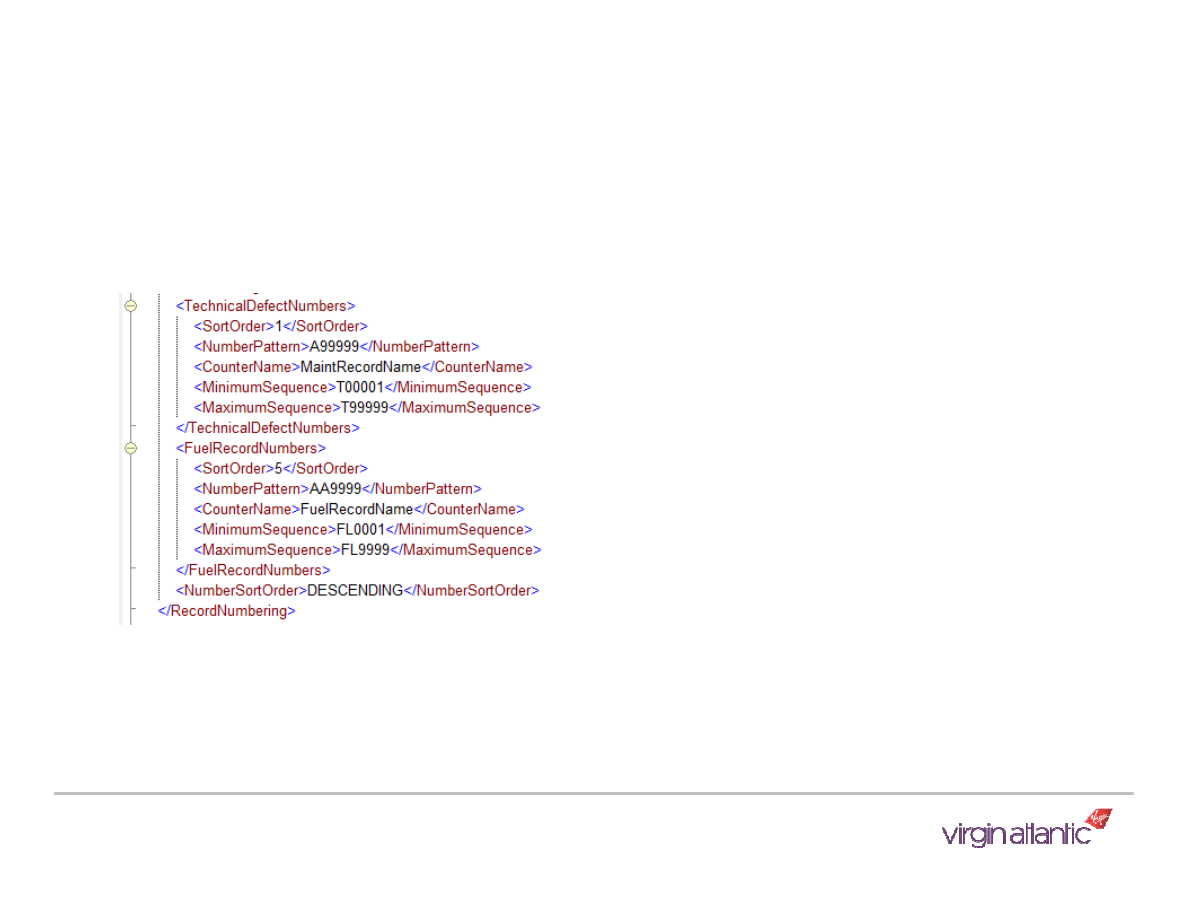 <TechnicalDefectNumbers>
<SortOrder>1</SortOrder>
<NumberPattern>A99999</NumberPattern>
<CounterName>MaintRecordName</CounterName>
<MinimumSequence>T00001</MinimumSequence>
<MaximumSequence>T99999</MaximumSequence>
</TechnicalDefectNumbers>
<FuelRecordNumbers>
<SortOrder>5</SortOrder>
<NumberPattern>AA9999</NumberPattern>
<CounterName>FuelRecordName</CounterName>
<MinimumSequence>FL0001</MinimumSequence>
<MaximumSequence>FL9999</MaximumSequence>
</FuelRecordNumbers>
<NumberSortOrder>DESCENDING</NumberSortOrder>
</RecordNumbering>
virgin atlantic